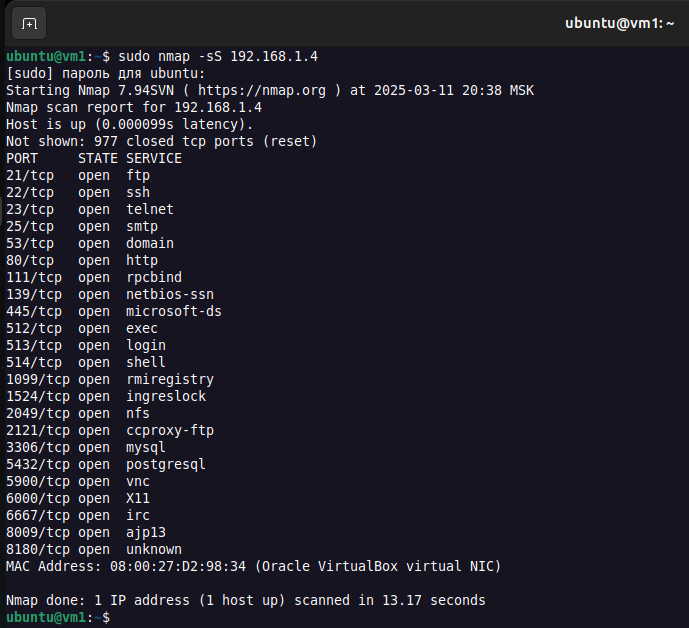 ubuntu@vm1: ~
ubuntu@vm1:~$ sudo nmap -sS 192.168.1.4
[sudo] пароль для ubuntu:
Starting Nmap 7.94SVN ( https://nmap.org ) at 2025-03-11 20:38 MSK
Nmap scan report for 192.168.1.4
Host is up (0.000099s latency).
Not shown: 977 closed tcp ports (reset)
PORT     STATE SERVICE
21/tcp   open  ftp
22/tcp   open  ssh
23/tcp   open  telnet
25/tcp   open  smtp
53/tcp   open  domain
80/tcp   open  http
111/tcp  open  rpcbind
139/tcp  open  netbios-ssn
445/tcp  open  microsoft-ds
512/tcp  open  exec
513/tcp  open  login
514/tcp  open  shell
1099/tcp open  rmiregistry
1524/tcp open  ingreslock
2049/tcp open  nfs
2121/tcp open  ccproxy-ftp
3306/tcp open  mysql
5432/tcp open  postgresql
5900/tcp open  vnc
6000/tcp open  X11
6667/tcp open  irc
8009/tcp open  ajp13
8180/tcp open  unknown
MAC Address: 08:00:27:D2:98:34 (Oracle VirtualBox virtual NIC)
Nmap done: 1 IP address (1 host up) scanned in 13.17 seconds
ubuntu@vm1:~$